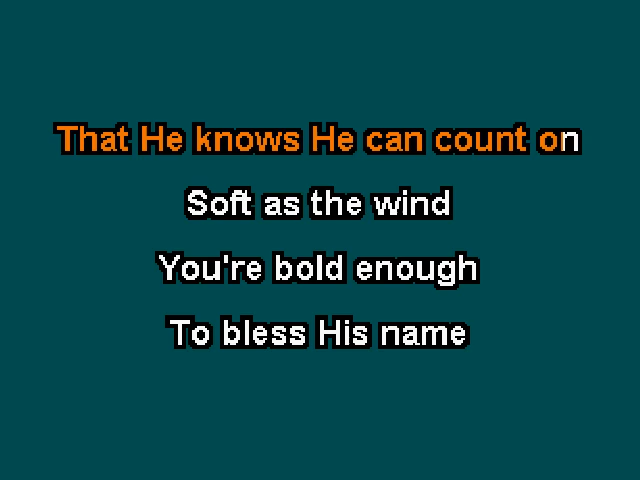 That He knows He can count on
Soft as the wind
You're bold enough
To bless His name